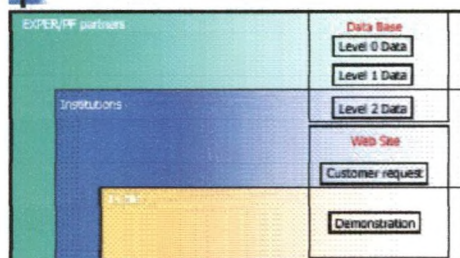 EXPER/PF partners
Data Base
Level 0 Data
Level 1 Data
Institutions
Level 2 Data
Web Site
Customer request
Demonstration